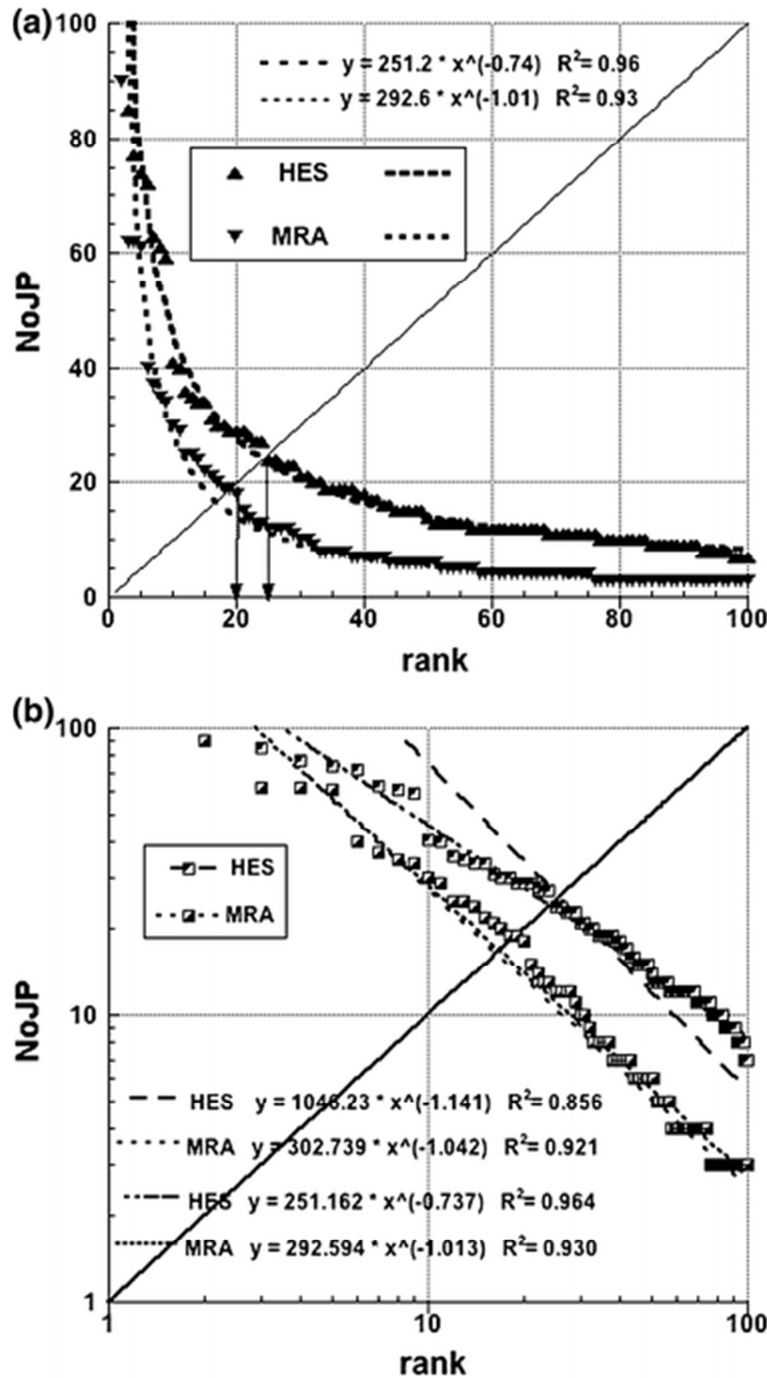 (a)
100
y = 251.2 * x^(-0.74) R²= 0.96
y = 292.6 * x^(-1.01) R²= 0.93
80
HES
MRA
60
NoJP
40
20
0
0 20 40 60 80 100
rank
(b)
100
HES
MRA
NoJP
10
HES y = 1046.23 * x^(-1.141) R²= 0.856
MRA y = 302.739 * x^(-1.042) R²= 0.921
HES y = 251.162 * x^(-0.737) R²= 0.964
MRA y = 292.594 * x^(-1.013) R²= 0.930
1
1 10 100
rank